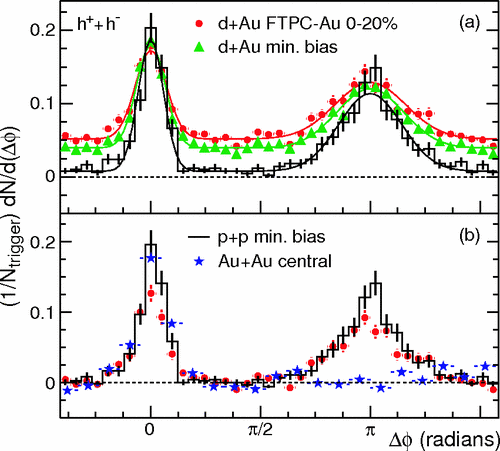 h⁺+h⁻
d+Au FTPC-Au 0-20%
(a)
d+Au min. bias
0.2
0.1
0
p+p min. bias
(b)
Au+Au central
0.2
0.1
0
(1/N_trigger) dN/d(Δϕ)
0 π/2 π
Δϕ (radians)